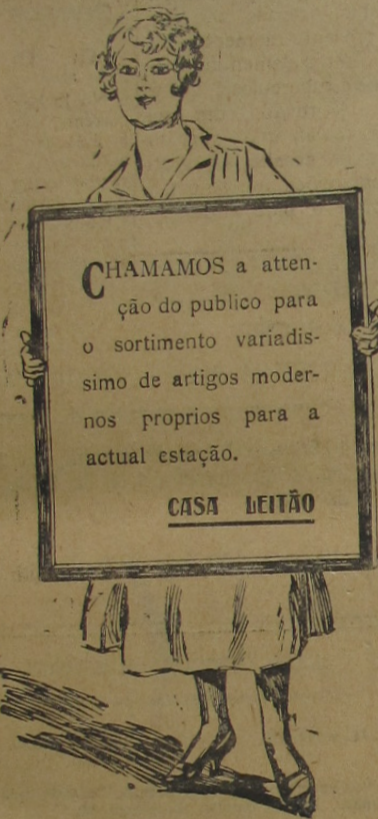 CHAMAMOS a atten-
ção do publico para
o sortimento variadis-
simo de artigos moder-
nos proprios para a
actual estação.
CASA LEITÃO